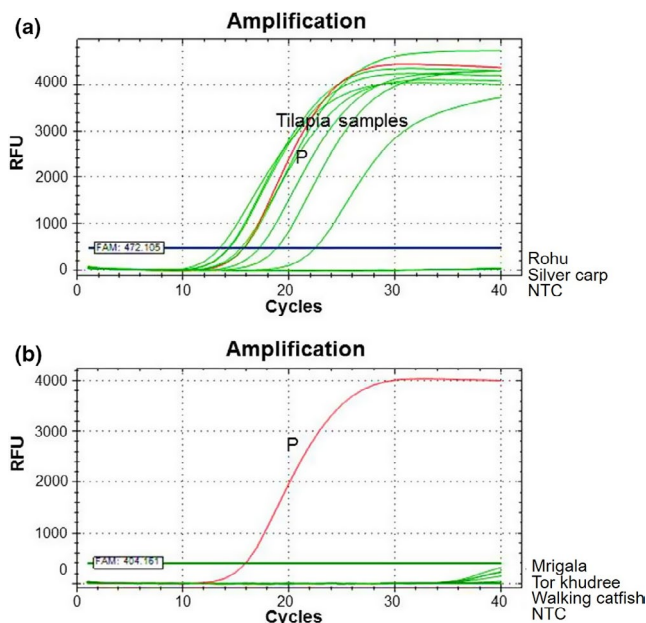 (a)
Amplification
4000
3000
2000
1000
0
RFU
Tilapia samples
P
FAM: 472.105
Rohu
Silver carp
NTC
0
10
20
30
40
Cycles
(b)
Amplification
4000
3000
2000
1000
0
RFU
P
FAM: 404.161
Mrigala
Tor khudree
Walking catfish
NTC
0
10
20
30
40
Cycles